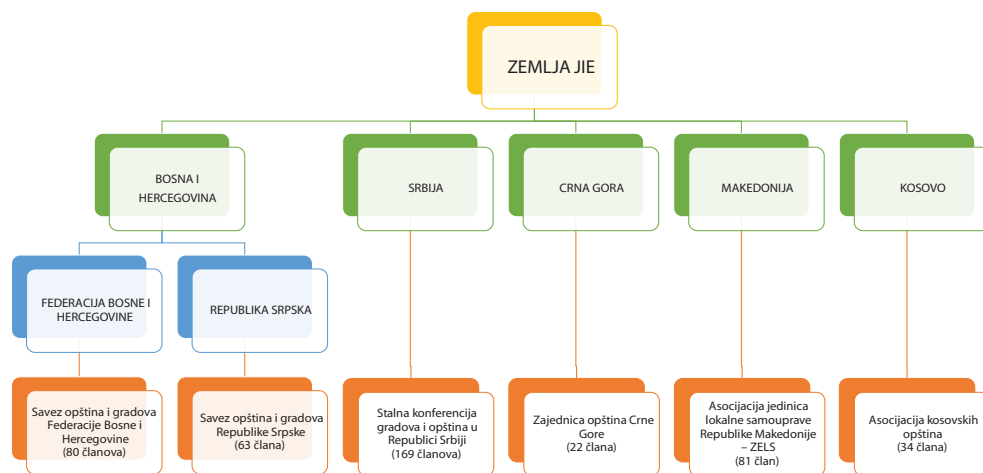 ZEMLJA JIE
BOSNA I
HERCEGOVINA
SRBIJA
CRNA GORA
MAKEDONIJA
KOSOVO
FEDERACIJA BOSNE I
HERCEGOVINE
REPUBLIKA SRPSKA
Savez opština i gradova
Federacije Bosne i
Hercegovine
(80 članova)
Savez opština i gradova
Republike Srpske
(63 člana)
Stalna konferencija
gradova i opština u
Republici Srbiji
(169 članova)
Zajednica opština Crne
Gore
(22 člana)
Asocijacija jedinica
lokalne samouprave
Republike Makedonije
– ZELS
(81 član)
Asocijacija kosovskih
opština
(34 člana)